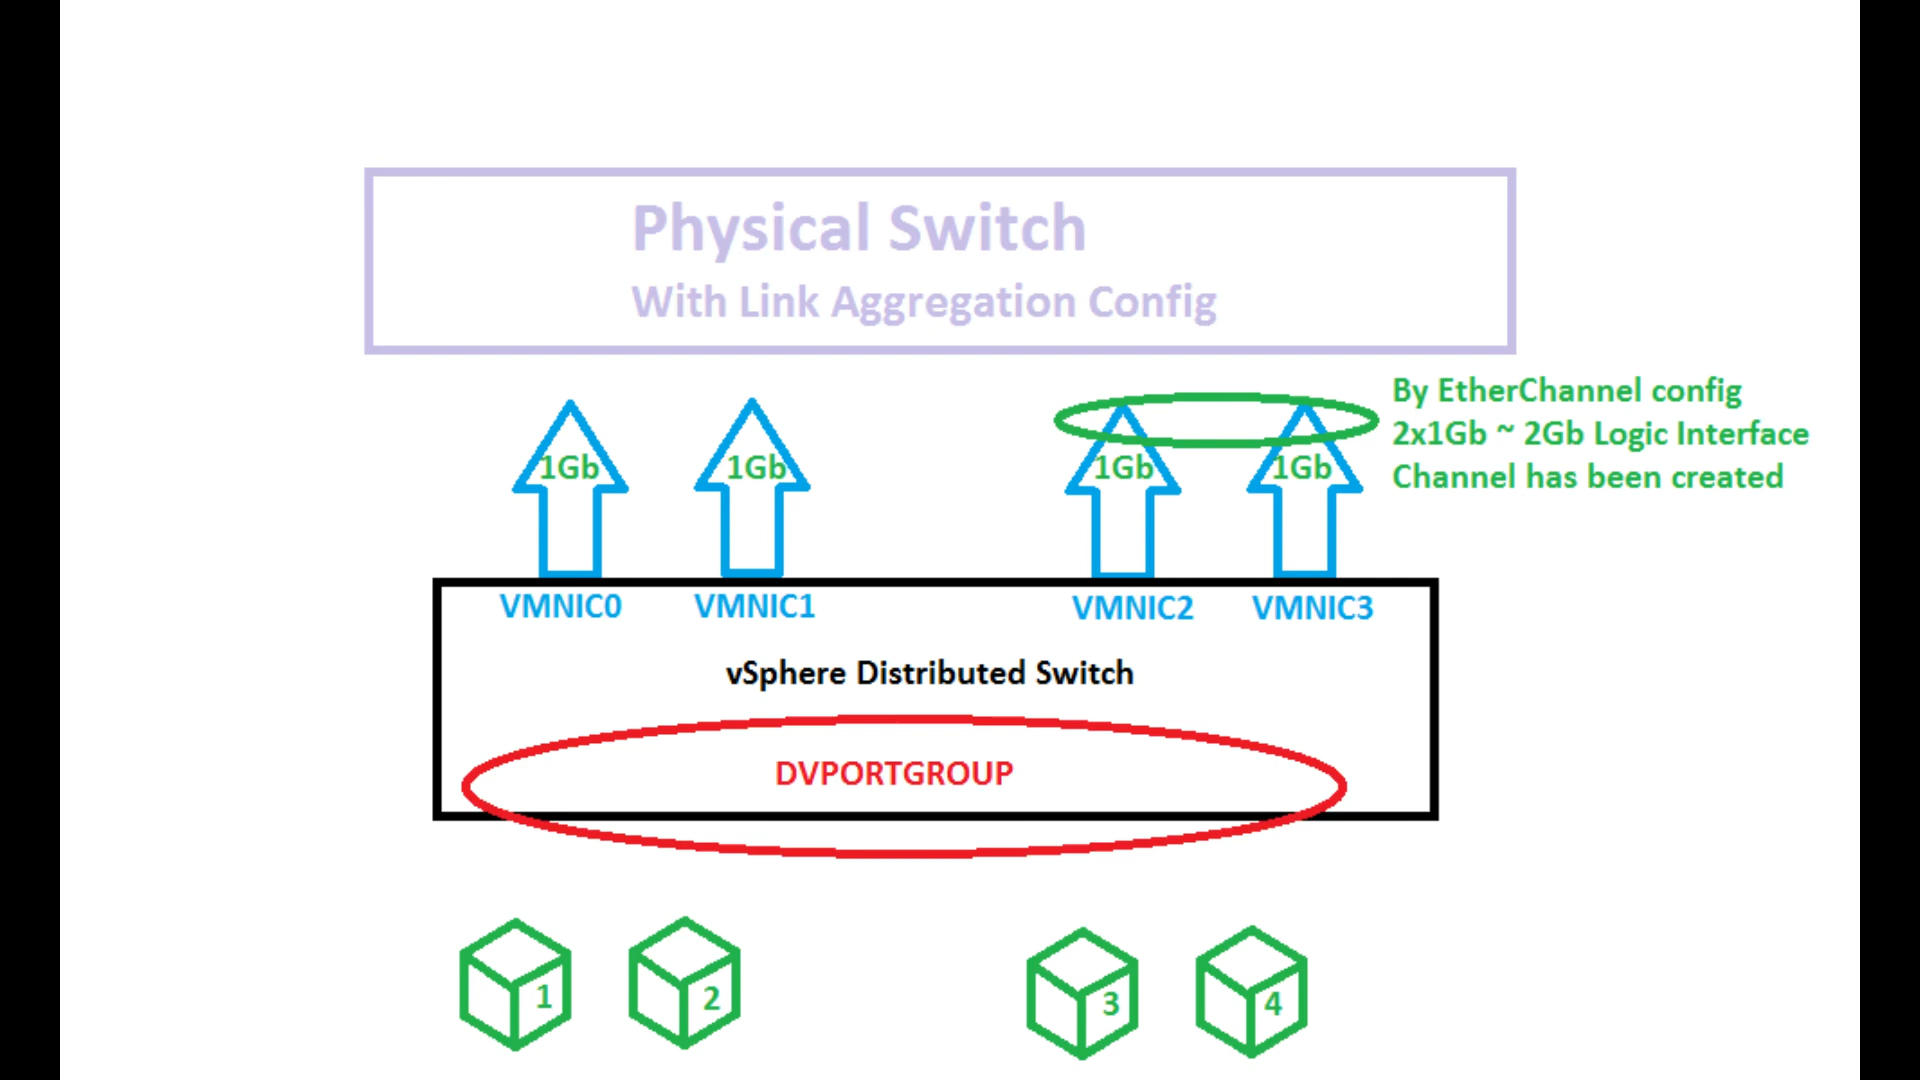 Physical Switch
With Link Aggregation Config
By EtherChannel config
2x1Gb ~ 2Gb Logic Interface
Channel has been created
1Gb
1Gb
1Gb
1Gb
VMNIC0
VMNIC1
VMNIC2
VMNIC3
vSphere Distributed Switch
DVPORTGROUP
1
2
3
4